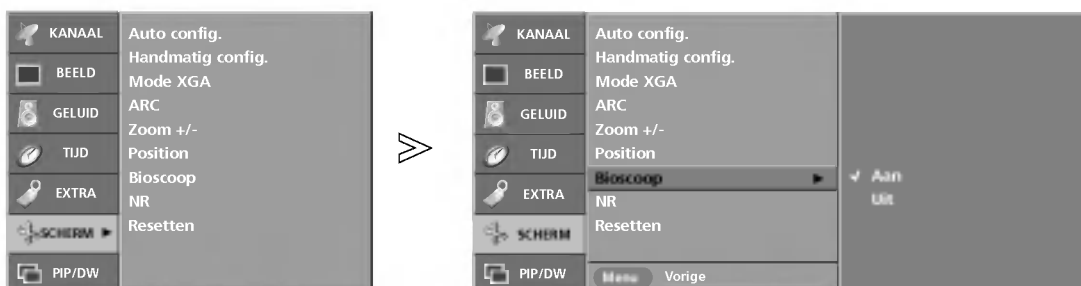 KANAAL
BEELD
GELUID
TIJD
EXTRA
SCHERM
PIP/DW
Auto config.
Handmatig config.
Mode XGA
ARC
Zoom +/-
Position
Bioscoop
NR
Resetten
KANAAL
BEELD
GELUID
TIJD
EXTRA
SCHERM
PIP/DW
Auto config.
Handmatig config.
Mode XGA
ARC
Zoom +/-
Position
Bioscoop
NR
Resetten
Menu Vorige
Aan
Uit